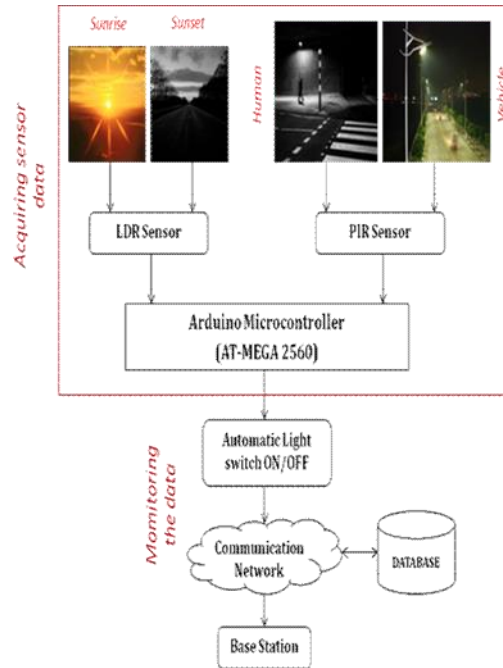 Sunrise
Sunset
Human
Vehicle
Acquiring sensor
data
LDR Sensor
PIR Sensor
Arduino Microcontroller
(AT-MEGA 2560)
Automatic Light
switch ON/OFF
Momitoring
the data
Communication
Network
DATABASE
Base Station